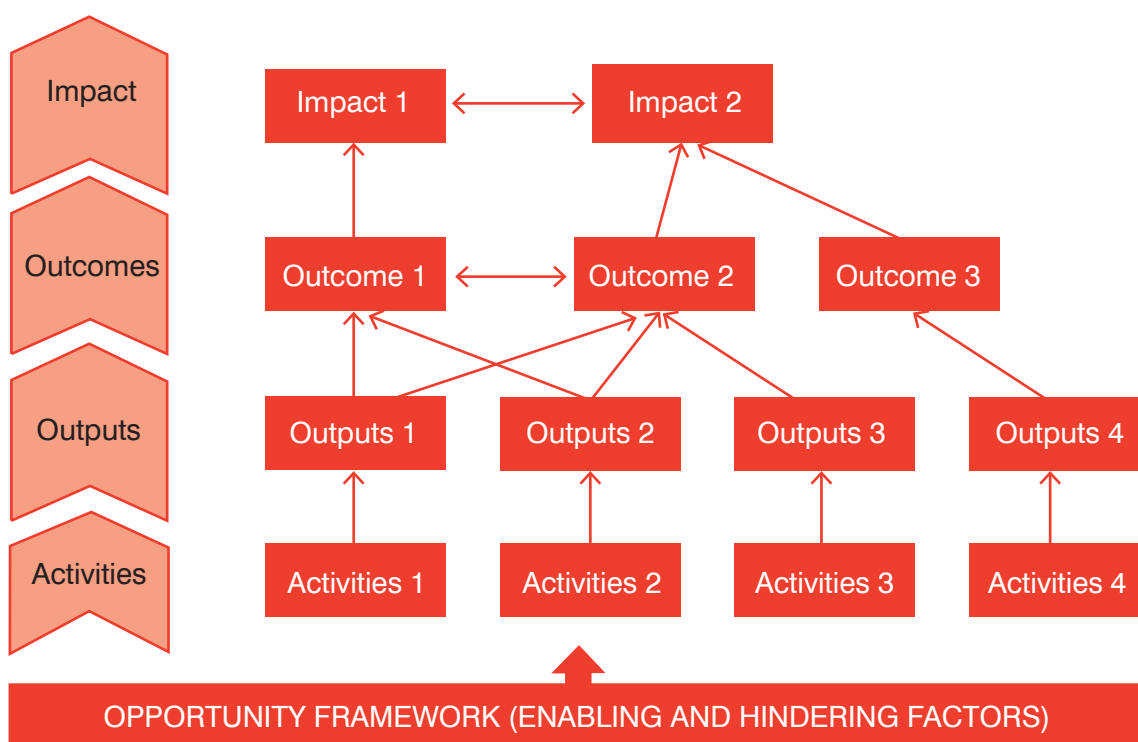 Impact
Impact 1
Impact 2
Outcomes
Outcome 1
Outcome 2
Outcome 3
Outputs
Outputs 1
Outputs 2
Outputs 3
Outputs 4
Activities
Activities 1
Activities 2
Activities 3
Activities 4
OPPORTUNITY FRAMEWORK (ENABLING AND HINDERING FACTORS)